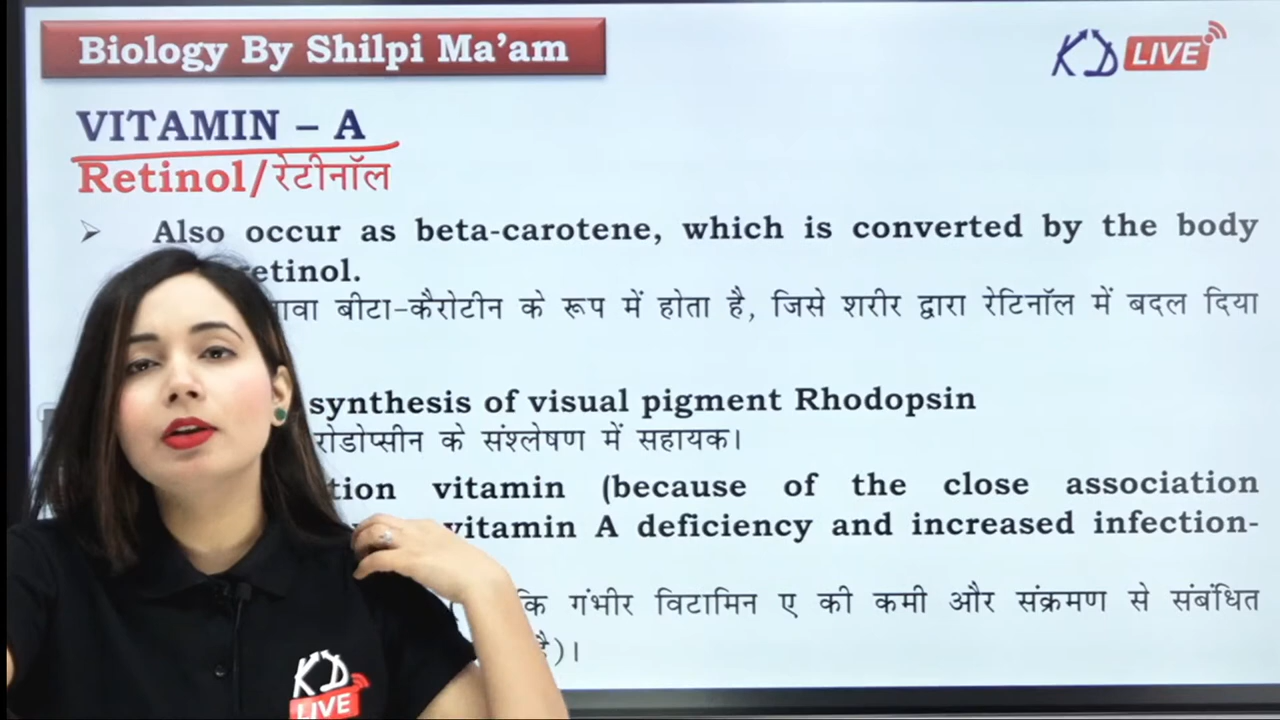 Biology By Shilpi Ma'am
KD LIVE
VITAMIN – A
Retinol/रेटीनॉल
Also occur as beta-carotene, which is converted by the body
etinol.
बीटा-कैरोटीन के रूप में होता है, जिसे शरीर द्वारा रेटिनॉल में बदल दिया
synthesis of visual pigment Rhodopsin
रोडोप्सीन के संश्लेषण में सहायक।
tion vitamin (because of the close association
vitamin A deficiency and increased infection-
कि गंभीर विटामिन ए की कमी और संक्रमण से संबंधित
है)।
KD
LIVE